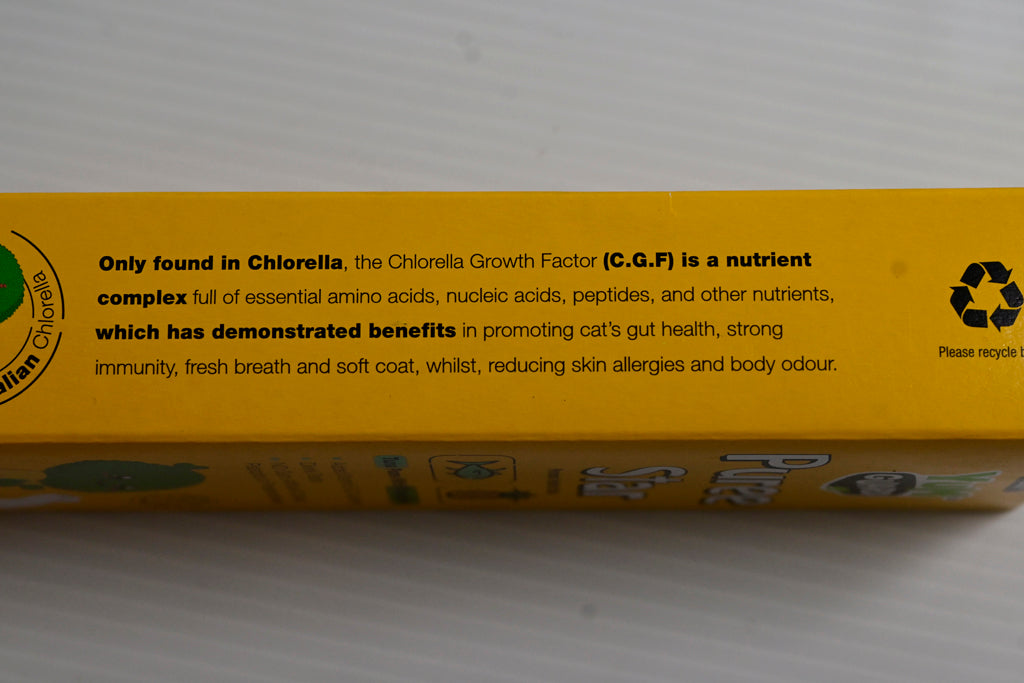 Only found in Chlorella, the Chlorella Growth Factor (C.G.F) is a nutrient
complex full of essential amino acids, nucleic acids, peptides, and other nutrients,
which has demonstrated benefits in promoting cat's gut health, strong
immunity, fresh breath and soft coat, whilst, reducing skin allergies and body odour.
Chlorella
Please recycle
Puree
Star